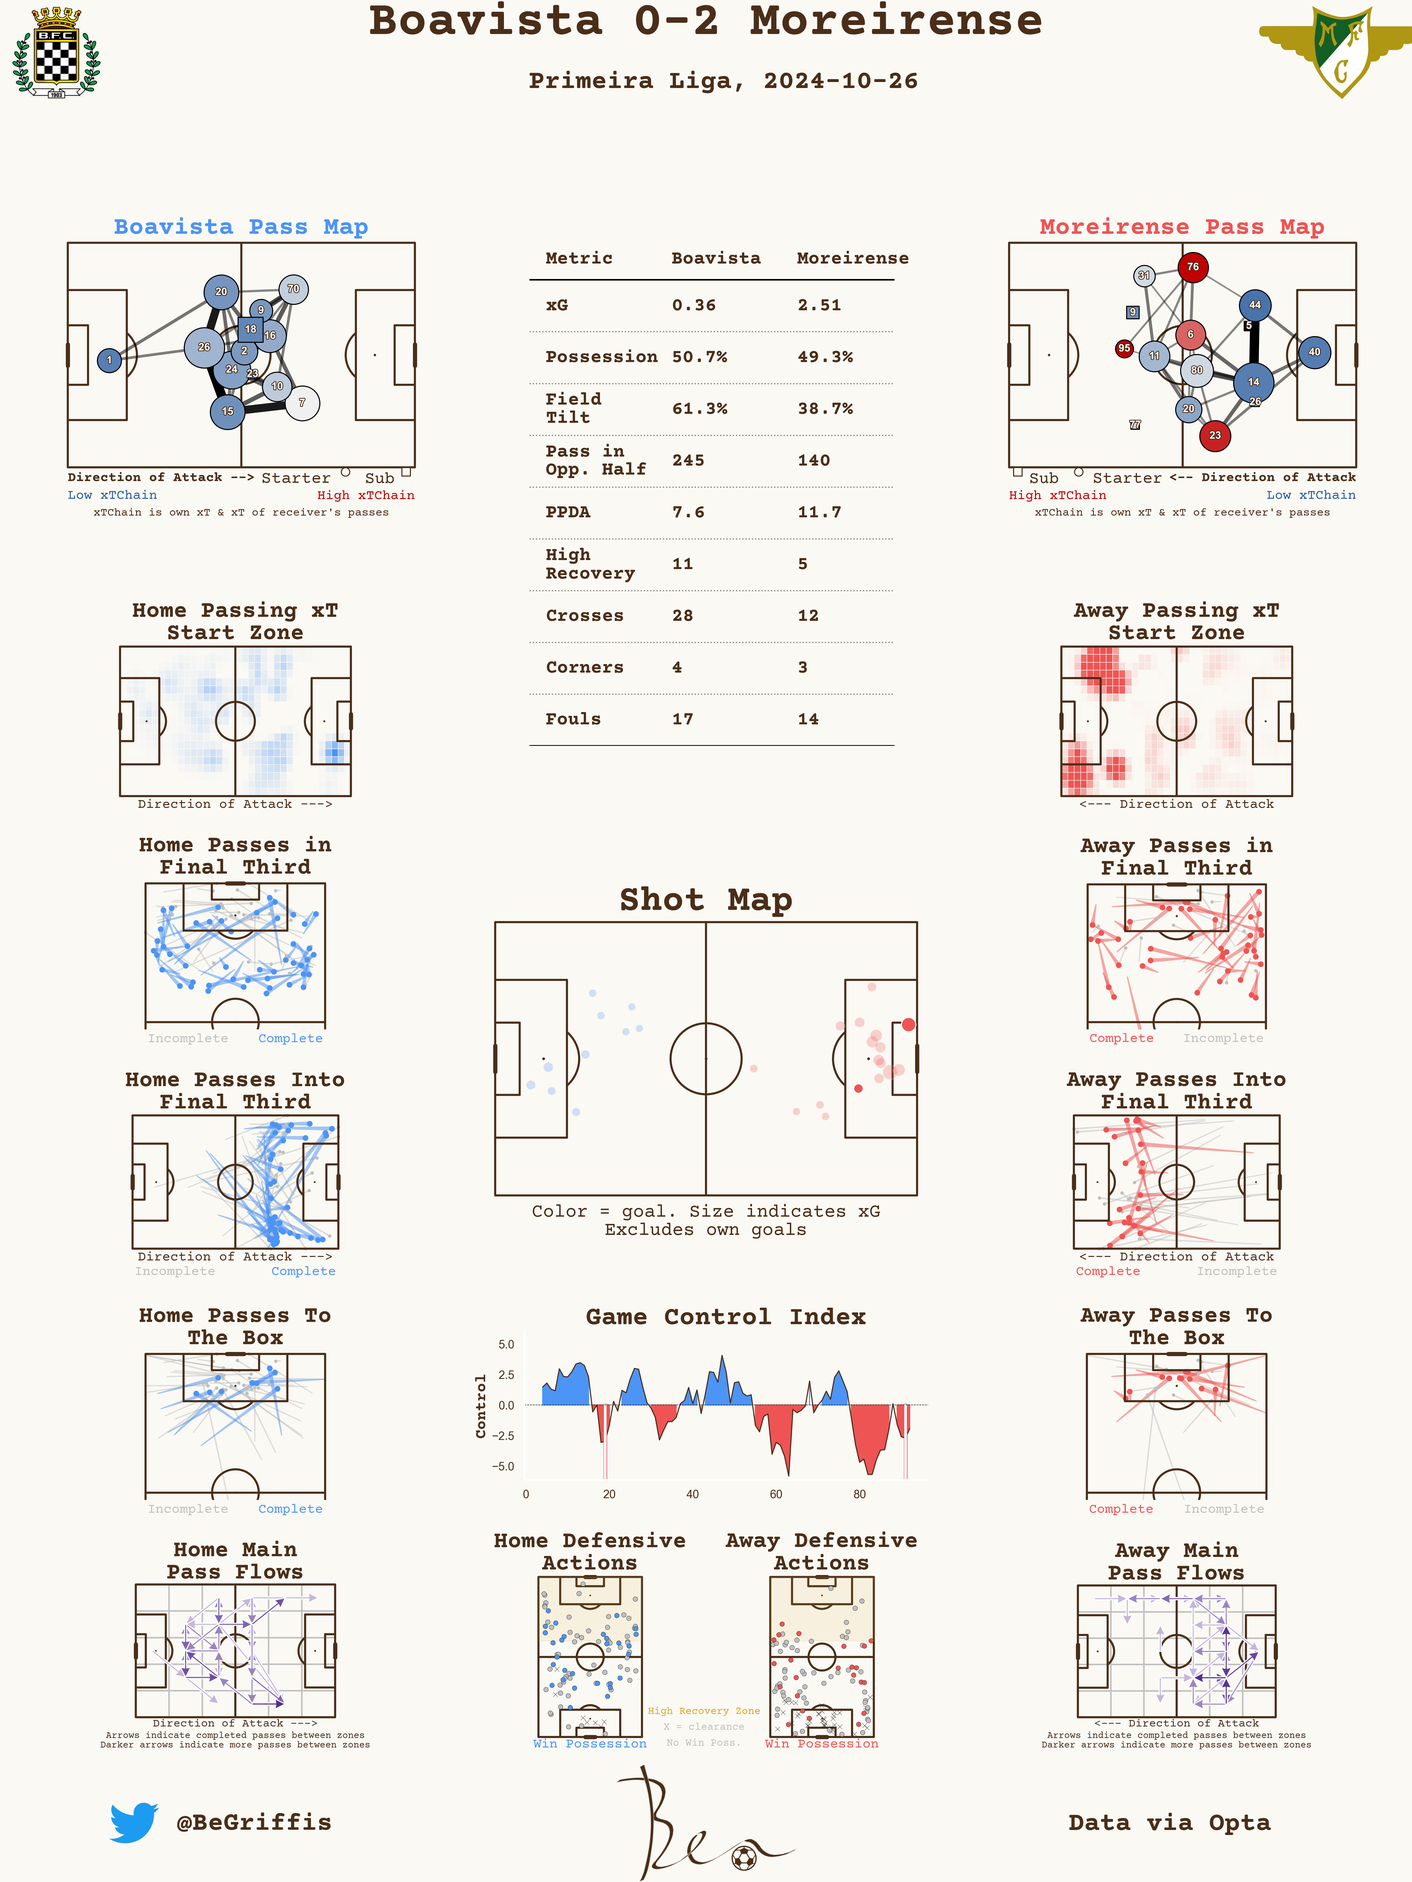 Boavista 0-2 Moreirense
Primeira Liga, 2024-10-26
B.F.C.
1903
M F C
Boavista Pass Map
20
70
9
18
16
26
2
1
24
23
10
15
7
Direction of Attack --> Starter Sub
Low xTChain High xTChain
xTChain is own xT & xT of receiver's passes
Metric Boavista Moreirense
xG 0.36 2.51
Possession 50.7% 49.3%
Field
Tilt 61.3% 38.7%
Pass in
Opp. Half 245 140
PPDA 7.6 11.7
High
Recovery 11 5
Crosses 28 12
Corners 4 3
Fouls 17 14
Moreirense Pass Map
76
31
44
9
5
6
95
11
40
80
14
26
20
77
23
Sub Starter <-- Direction of Attack
High xTChain Low xTChain
xTChain is own xT & xT of receiver's passes
Home Passing xT
Start Zone
Direction of Attack --->
Away Passing xT
Start Zone
<--- Direction of Attack
Home Passes in
Final Third
Incomplete Complete
Away Passes in
Final Third
Complete Incomplete
Shot Map
Color = goal. Size indicates xG
Excludes own goals
Home Passes Into
Final Third
Direction of Attack --->
Incomplete Complete
Away Passes Into
Final Third
<--- Direction of Attack
Complete Incomplete
Home Passes To
The Box
Incomplete Complete
Game Control Index
Control
5.0
2.5
0.0
−2.5
−5.0
0 20 40 60 80
Away Passes To
The Box
Complete Incomplete
Home Main
Pass Flows
Direction of Attack --->
Arrows indicate completed passes between zones
Darker arrows indicate more passes between zones
Home Defensive
Actions
Win Possession
Away Defensive
Actions
Win Possession
High Recovery Zone
X = clearance
No Win Poss.
Away Main
Pass Flows
<--- Direction of Attack
Arrows indicate completed passes between zones
Darker arrows indicate more passes between zones
@BeGriffis
Ben
Data via Opta